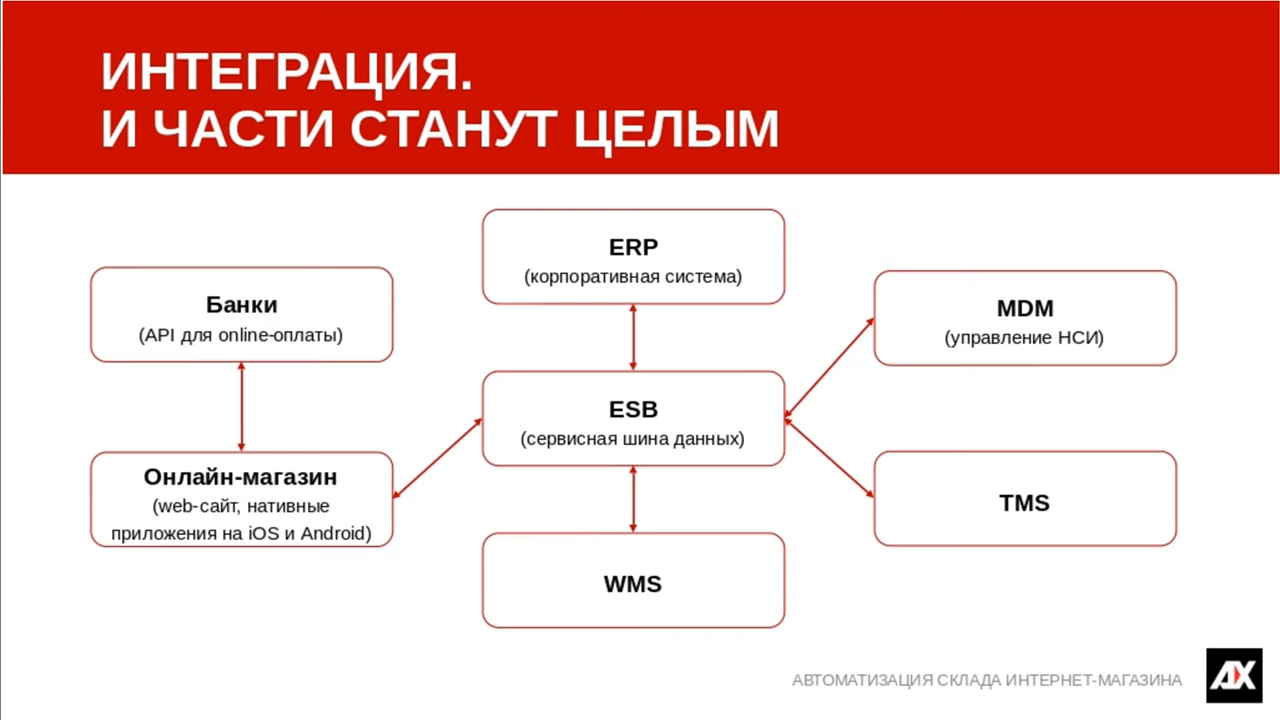 ИНТЕГРАЦИЯ.
И ЧАСТИ СТАНУТ ЦЕЛЫМ
ERP
(корпоративная система)
Банки
(API для online-оплаты)
MDM
(управление НСИ)
ESB
(сервисная шина данных)
Онлайн-магазин
(web-сайт, нативные
приложения на iOS и Android)
TMS
WMS
АВТОМАТИЗАЦИЯ СКЛАДА ИНТЕРНЕТ-МАГАЗИНА
AX